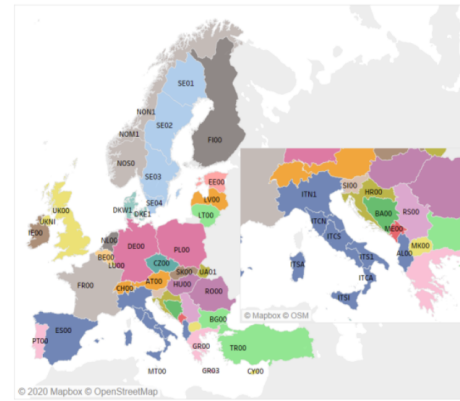 SE01
NON1
SE02
NOM1
FI00
NOS0
SE03
EE00
SE04
LV00
DKW1
DKE1
LT00
UK00
UKNI
IE00
NL00
DE00
PL00
BE00
LU00
CZ00
SK00
UA01
FR00
CH00
AT00
HU00
RO00
BG00
ES00
PT00
GR00
TR00
MT00
GR03
CY00
ITN1
SI00
HR00
ITCN
BA00
RS00
ITCS
ME00
MK00
ITS1
AL00
ITSA
ITCA
ITSI
© Mapbox © OSM
© 2020 Mapbox © OpenStreetMap